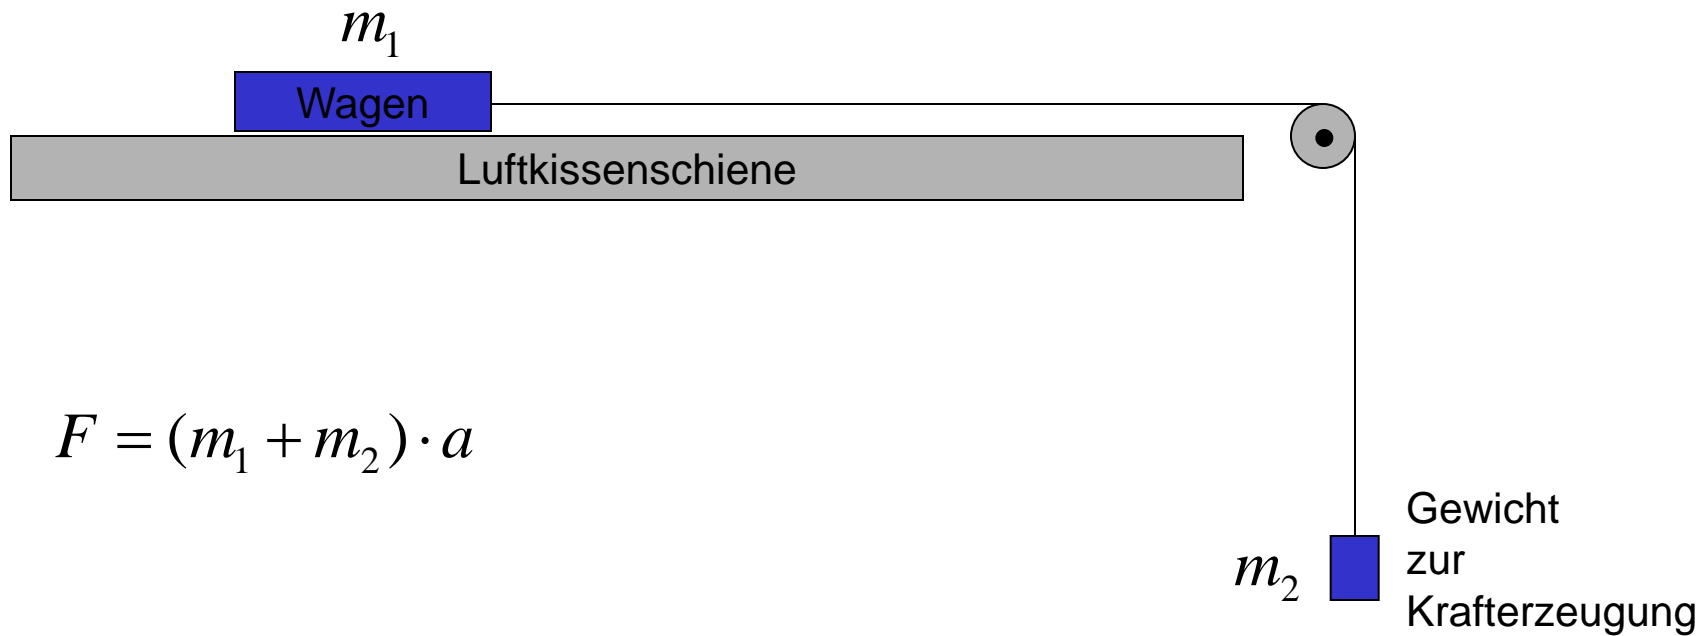 m₁
Wagen
Luftkissenschiene
F = (m₁ + m₂) · a
Gewicht
zur
m₂
Krafterzeugung